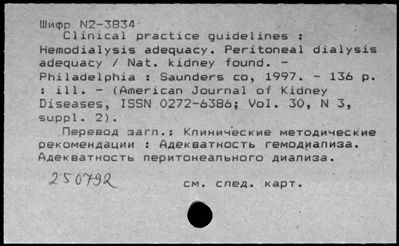 Шифр N2-3834
Clinical practice guidelines :
Hemodialysis adequacy. Peritoneal dialysis
adequacy / Nat. kidney found. -
Philadelphia : Saunders co, 1997. - 136 p.
: ill. - (American Journal of Kidney
Diseases, ISSN 0272-6386; Vol. 30, N 3,
suppl. 2).
Перевод загл.: Клинические методические
рекомендации : Адекватность гемодиализа.
Адекватность перитонеального диализа.
250792
см. след. карт.